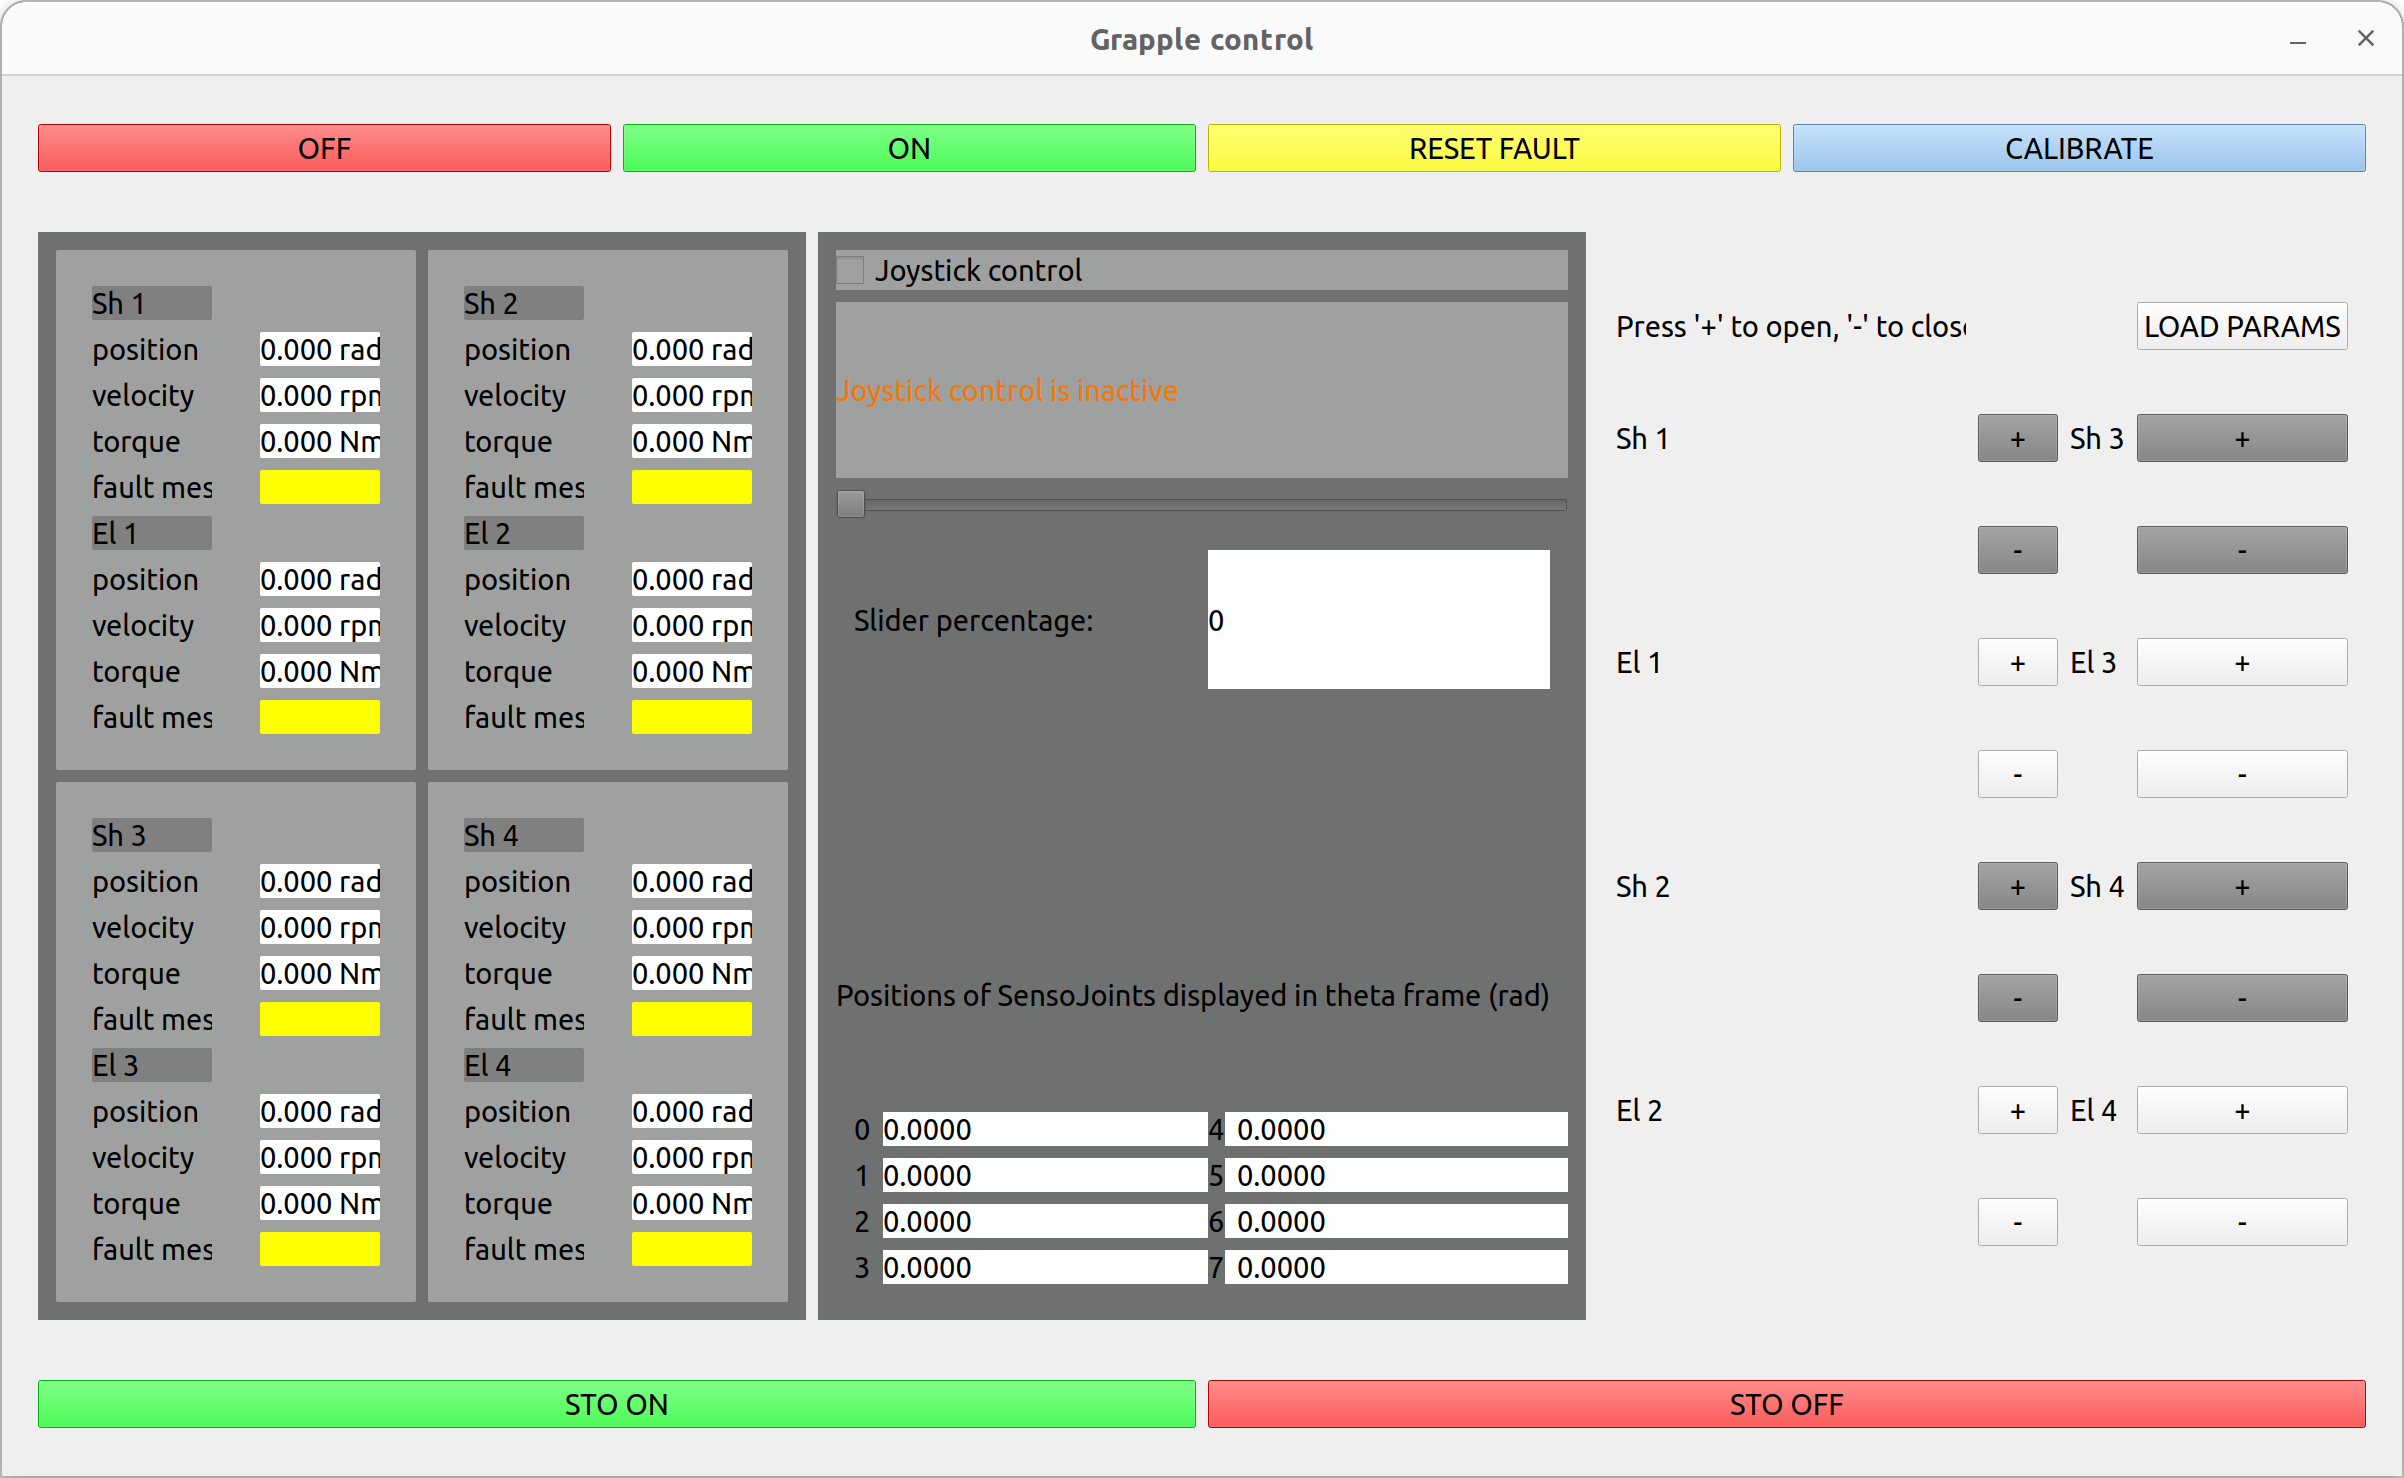 Grapple control
OFF
ON
RESET FAULT
CALIBRATE
Sh 1
position 0.000 rad
velocity 0.000 rpm
torque 0.000 Nm
fault mes
El 1
position 0.000 rad
velocity 0.000 rpm
torque 0.000 Nm
fault mes
Sh 2
position 0.000 rad
velocity 0.000 rpm
torque 0.000 Nm
fault mes
El 2
position 0.000 rad
velocity 0.000 rpm
torque 0.000 Nm
fault mes
Sh 3
position 0.000 rad
velocity 0.000 rpm
torque 0.000 Nm
fault mes
El 3
position 0.000 rad
velocity 0.000 rpm
torque 0.000 Nm
fault mes
Sh 4
position 0.000 rad
velocity 0.000 rpm
torque 0.000 Nm
fault mes
El 4
position 0.000 rad
velocity 0.000 rpm
torque 0.000 Nm
fault mes
Joystick control
Joystick control is inactive
Slider percentage: 0
Positions of SensoJoints displayed in theta frame (rad)
0 0.0000 4 0.0000
1 0.0000 5 0.0000
2 0.0000 6 0.0000
3 0.0000 7 0.0000
Press '+' to open, '-' to close
LOAD PARAMS
Sh 1 + Sh 3 +
- -
El 1 + El 3 +
- -
Sh 2 + Sh 4 +
- -
El 2 + El 4 +
- -
STO ON
STO OFF